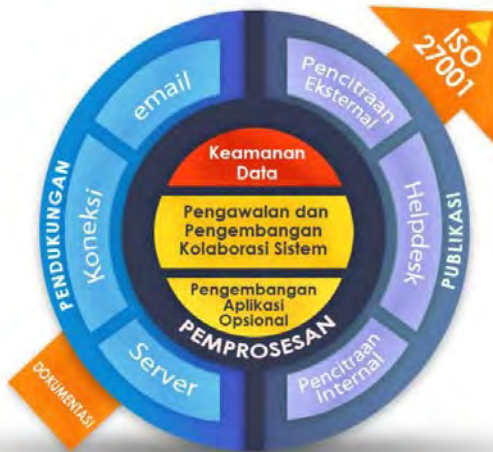 ISO
27001
PENDUKUNGAN
email
Koneksi
Server
Keamanan
Data
Pengawalan dan
Pengembangan
Kolaborasi Sistem
Pengembangan
Aplikasi
Opsional
PEMPROSESAN
Pencitraan
Eksternal
Helpdesk
Pencitraan
Internal
PUBLIKASI
DOKUMENTASI